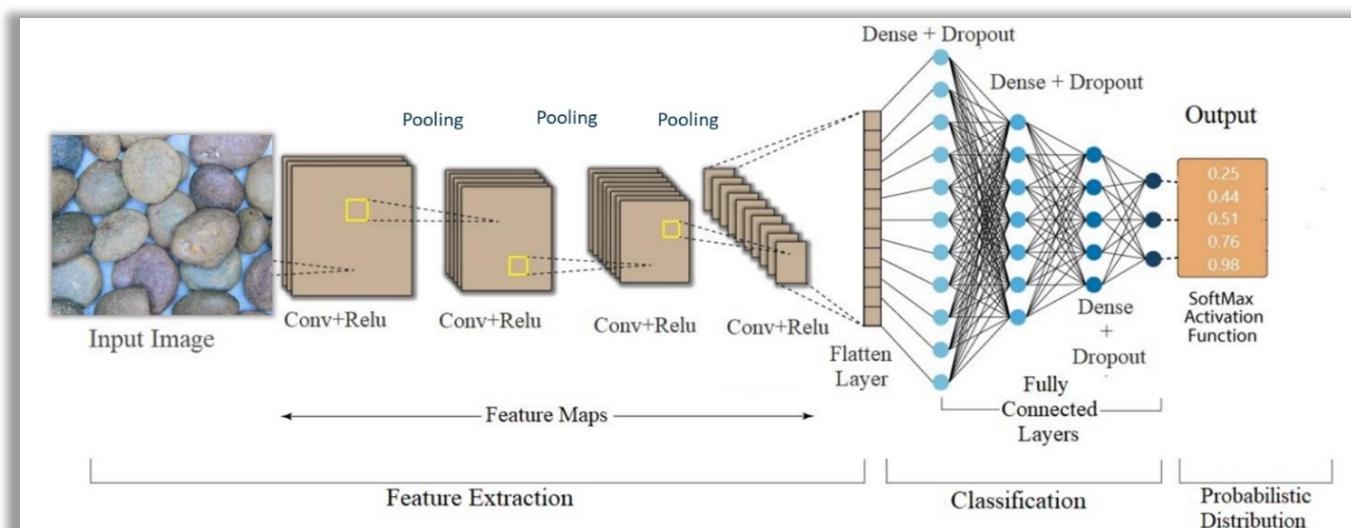 Dense + Dropout
Dense + Dropout
Pooling
Pooling
Pooling
Output
0.25
0.44
0.51
0.76
0.98
Input Image
Conv+Relu
Conv+Relu
Conv+Relu
Conv+Relu
Flatten
Layer
Dense
+
Dropout
SoftMax
Activation
Function
Fully
Connected
Layers
Feature Maps
Feature Extraction
Classification
Probabilistic
Distribution